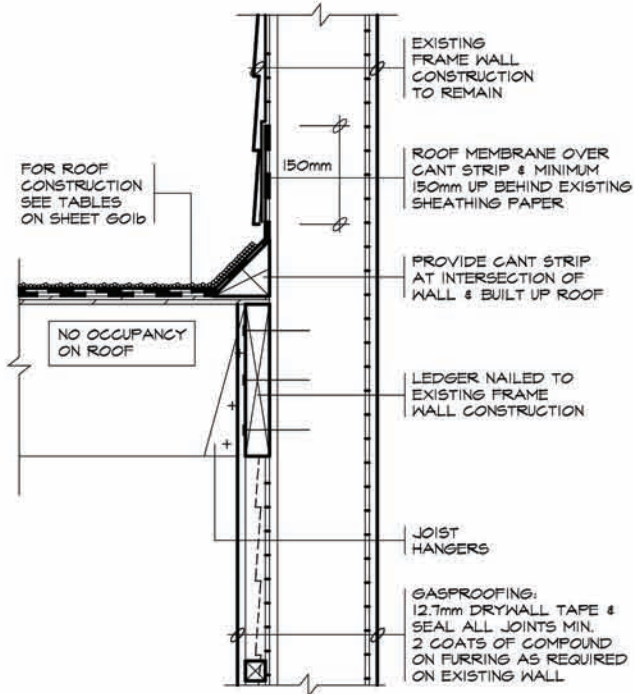 EXISTING
FRAME WALL
CONSTRUCTION
TO REMAIN
FOR ROOF
CONSTRUCTION
SEE TABLES
ON SHEET G01b
150mm
ROOF MEMBRANE OVER
CANT STRIP & MINIMUM
150mm UP BEHIND EXISTING
SHEATHING PAPER
PROVIDE CANT STRIP
AT INTERSECTION OF
WALL & BUILT UP ROOF
NO OCCUPANCY
ON ROOF
LEDGER NAILED TO
EXISTING FRAME
WALL CONSTRUCTION
JOIST
HANGERS
GASPROOFING:
12.7mm DRYWALL TAPE &
SEAL ALL JOINTS MIN.
2 COATS OF COMPOUND
ON FURRING AS REQUIRED
ON EXISTING WALL